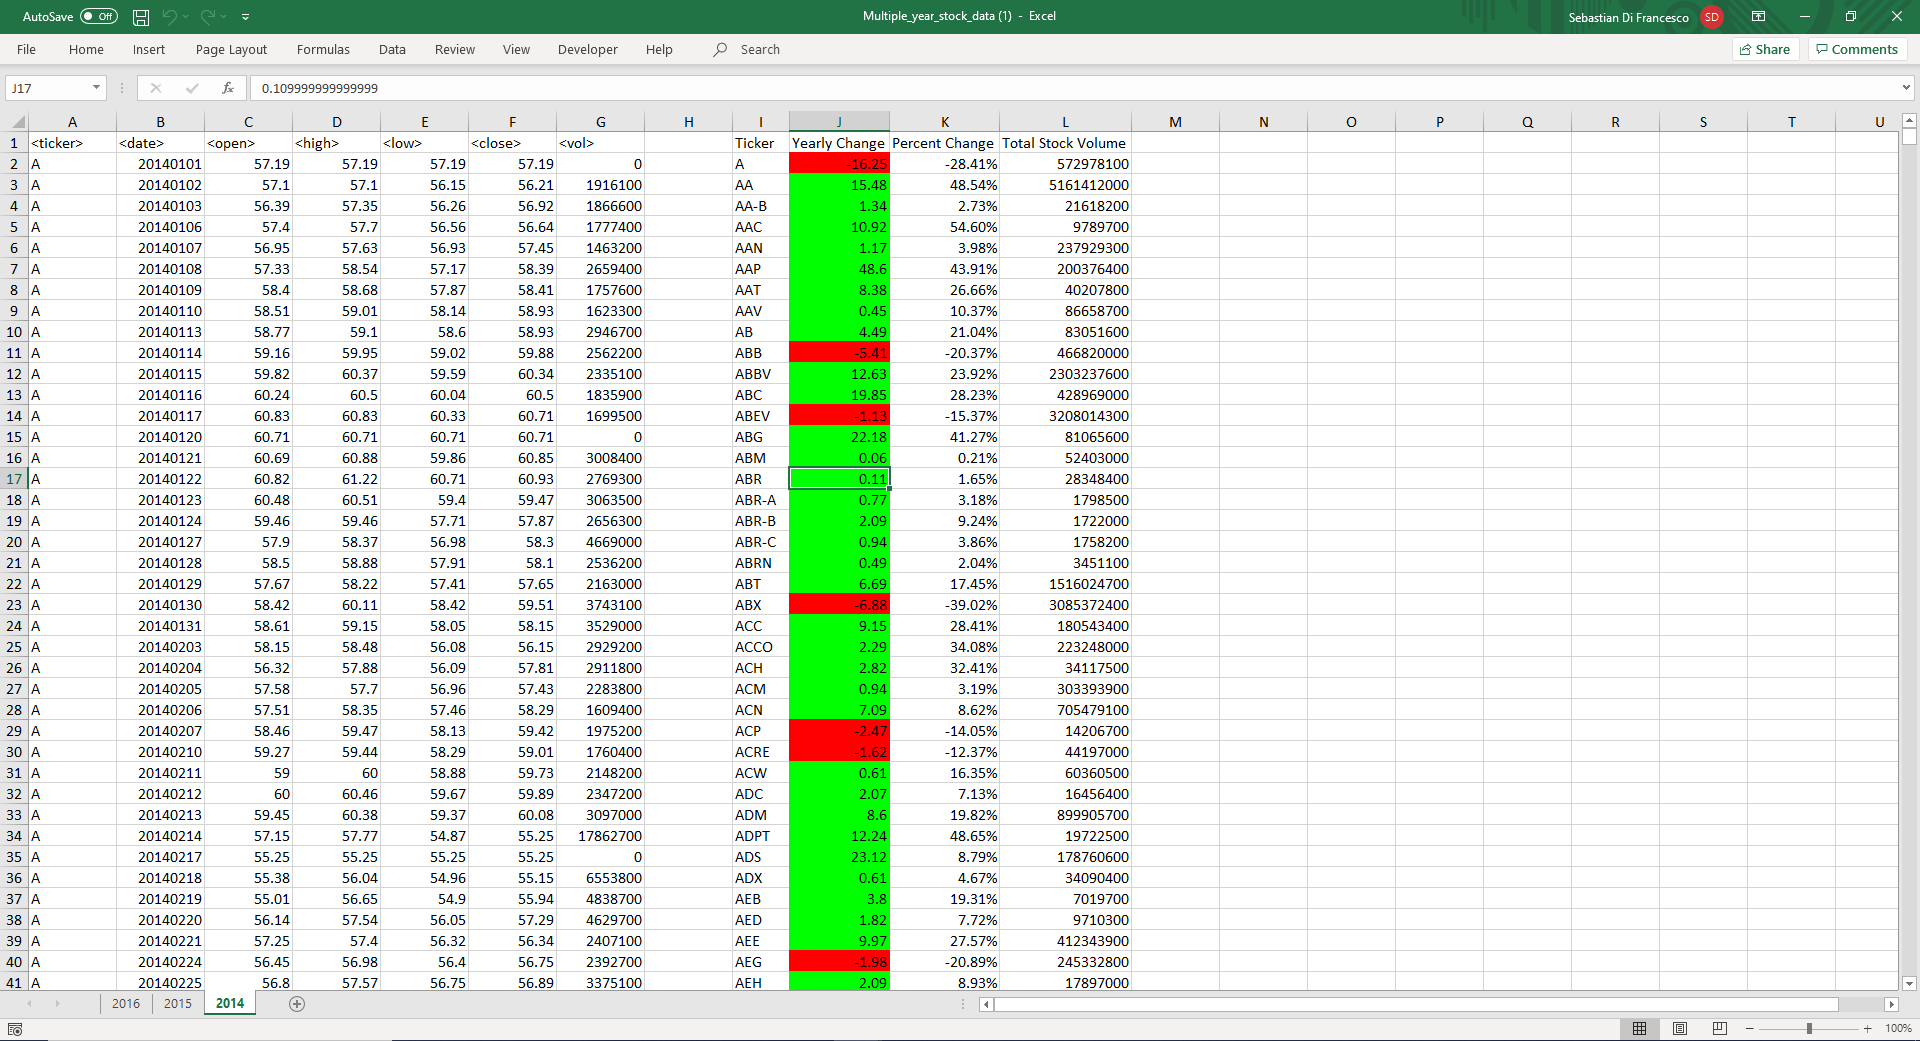 AutoSave Off Multiple_year_stock_data (1) - Excel Sebastian Di Francesco SD
File Home Insert Page Layout Formulas Data Review View Developer Help Search Share Comments
J17 fx 0.109999999999999
A B C D E F G H I J K L M N O P Q R S T U
1 <ticker> <date> <open> <high> <low> <close> <vol> Ticker Yearly Change Percent Change Total Stock Volume
2 A 20140101 57.19 57.19 57.19 57.19 0 A -16.25 -28.41% 572978100
3 A 20140102 57.1 57.1 56.15 56.21 1916100 AA 15.48 48.54% 5161412000
4 A 20140103 56.39 57.35 56.26 56.92 1866600 AA-B 1.34 2.73% 21618200
5 A 20140106 57.4 57.7 56.56 56.64 1777400 AAC 10.92 54.60% 9789700
6 A 20140107 56.95 57.63 56.93 57.45 1463200 AAN 1.17 3.98% 237929300
7 A 20140108 57.33 58.54 57.17 58.39 2659400 AAP 48.6 43.91% 200376400
8 A 20140109 58.4 58.68 57.87 58.41 1757600 AAT 8.38 26.66% 40207800
9 A 20140110 58.51 59.01 58.14 58.93 1623300 AAV 0.45 10.37% 86658700
10 A 20140113 58.77 59.1 58.6 58.93 2946700 AB 4.49 21.04% 83051600
11 A 20140114 59.16 59.95 59.02 59.88 2562200 ABB -5.41 -20.37% 466820000
12 A 20140115 59.82 60.37 59.59 60.34 2335100 ABBV 12.63 23.92% 2303237600
13 A 20140116 60.24 60.5 60.04 60.5 1835900 ABC 19.85 28.23% 428969000
14 A 20140117 60.83 60.83 60.33 60.71 1699500 ABEV -1.13 -15.37% 3208014300
15 A 20140120 60.71 60.71 60.71 60.71 0 ABG 22.18 41.27% 81065600
16 A 20140121 60.69 60.88 59.86 60.85 3008400 ABM 0.06 0.21% 52403000
17 A 20140122 60.82 61.22 60.71 60.93 2769300 ABR 0.11 1.65% 28348400
18 A 20140123 60.48 60.51 59.4 59.47 3063500 ABR-A 0.77 3.18% 1798500
19 A 20140124 59.46 59.46 57.71 57.87 2656300 ABR-B 2.09 9.24% 1722000
20 A 20140127 57.9 58.37 56.98 58.3 4669000 ABR-C 0.94 3.86% 1758200
21 A 20140128 58.5 58.88 57.91 58.1 2536200 ABRN 0.49 2.04% 3451100
22 A 20140129 57.67 58.22 57.41 57.65 2163000 ABT 6.69 17.45% 1516024700
23 A 20140130 58.42 60.11 58.42 59.51 3743100 ABX -6.88 -39.02% 3085372400
24 A 20140131 58.61 59.15 58.05 58.15 3529000 ACC 9.15 28.41% 180543400
25 A 20140203 58.15 58.48 56.08 56.15 2929200 ACCO 2.29 34.08% 223248000
26 A 20140204 56.32 57.88 56.09 57.81 2911800 ACH 2.82 32.41% 34117500
27 A 20140205 57.58 57.7 56.96 57.43 2283800 ACM 0.94 3.19% 303393900
28 A 20140206 57.51 58.35 57.46 58.29 1609400 ACN 7.09 8.62% 705479100
29 A 20140207 58.46 59.47 58.13 59.42 1975200 ACP -2.47 -14.05% 14206700
30 A 20140210 59.27 59.44 58.29 59.01 1760400 ACRE -1.62 -12.37% 44197000
31 A 20140211 59 60 58.88 59.73 2148200 ACW 0.61 16.35% 60360500
32 A 20140212 60 60.46 59.67 59.89 2347200 ADC 2.07 7.13% 16456400
33 A 20140213 59.45 60.38 59.37 60.08 3097000 ADM 8.6 19.82% 899905700
34 A 20140214 57.15 57.77 54.87 55.25 17862700 ADPT 12.24 48.65% 19722500
35 A 20140217 55.25 55.25 55.25 55.25 0 ADS 23.12 8.79% 178760600
36 A 20140218 55.38 56.04 54.96 55.15 6553800 ADX 0.61 4.67% 34090400
37 A 20140219 55.01 56.65 54.9 55.94 4838700 AEB 3.8 19.31% 7019700
38 A 20140220 56.14 57.54 56.05 57.29 4629700 AED 1.82 7.72% 9710300
39 A 20140221 57.25 57.4 56.32 56.34 2407100 AEE 9.97 27.57% 412343900
40 A 20140224 56.45 56.98 56.4 56.75 2392700 AEG -1.98 -20.89% 245332800
41 A 20140225 56.8 57.57 56.75 56.89 3375100 AEH 2.09 8.93% 17897000
2016 2015 2014
100%